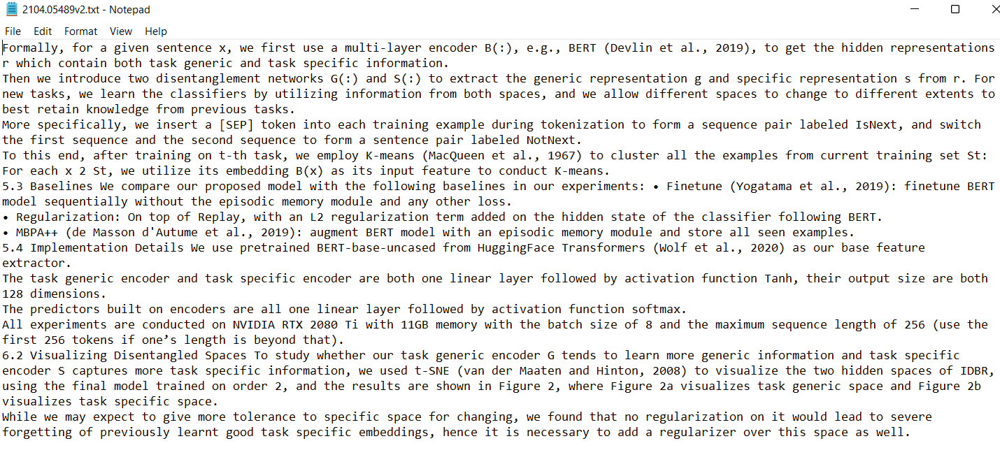 2104.05489v2.txt - Notepad
File Edit Format View Help
Formally, for a given sentence x, we first use a multi-layer encoder B(:), e.g., BERT (Devlin et al., 2019), to get the hidden representations
r which contain both task generic and task specific information.
Then we introduce two disentanglement networks G(:) and S(:) to extract the generic representation g and specific representation s from r. For
new tasks, we learn the classifiers by utilizing information from both spaces, and we allow different spaces to change to different extents to
best retain knowledge from previous tasks.
More specifically, we insert a [SEP] token into each training example during tokenization to form a sequence pair labeled IsNext, and switch
the first sequence and the second sequence to form a sentence pair labeled NotNext.
To this end, after training on t-th task, we employ K-means (MacQueen et al., 1967) to cluster all the examples from current training set St:
For each x 2 St, we utilize its embedding B(x) as its input feature to conduct K-means.
5.3 Baselines We compare our proposed model with the following baselines in our experiments: • Finetune (Yogatama et al., 2019): finetune BERT
model sequentially without the episodic memory module and any other loss.
• Regularization: On top of Replay, with an L2 regularization term added on the hidden state of the classifier following BERT.
• MBPA++ (de Masson d'Autume et al., 2019): augment BERT model with an episodic memory module and store all seen examples.
5.4 Implementation Details We use pretrained BERT-base-uncased from HuggingFace Transformers (Wolf et al., 2020) as our base feature
extractor.
The task generic encoder and task specific encoder are both one linear layer followed by activation function Tanh, their output size are both
128 dimensions.
The predictors built on encoders are all one linear layer followed by activation function softmax.
All experiments are conducted on NVIDIA RTX 2080 Ti with 11GB memory with the batch size of 8 and the maximum sequence length of 256 (use the
first 256 tokens if one’s length is beyond that).
6.2 Visualizing Disentangled Spaces To study whether our task generic encoder G tends to learn more generic information and task specific
encoder S captures more task specific information, we used t-SNE (van der Maaten and Hinton, 2008) to visualize the two hidden spaces of IDBR,
using the final model trained on order 2, and the results are shown in Figure 2, where Figure 2a visualizes task generic space and Figure 2b
visualizes task specific space.
While we may expect to give more tolerance to specific space for changing, we found that no regularization on it would lead to severe
forgetting of previously learnt good task specific embeddings, hence it is necessary to add a regularizer over this space as well.